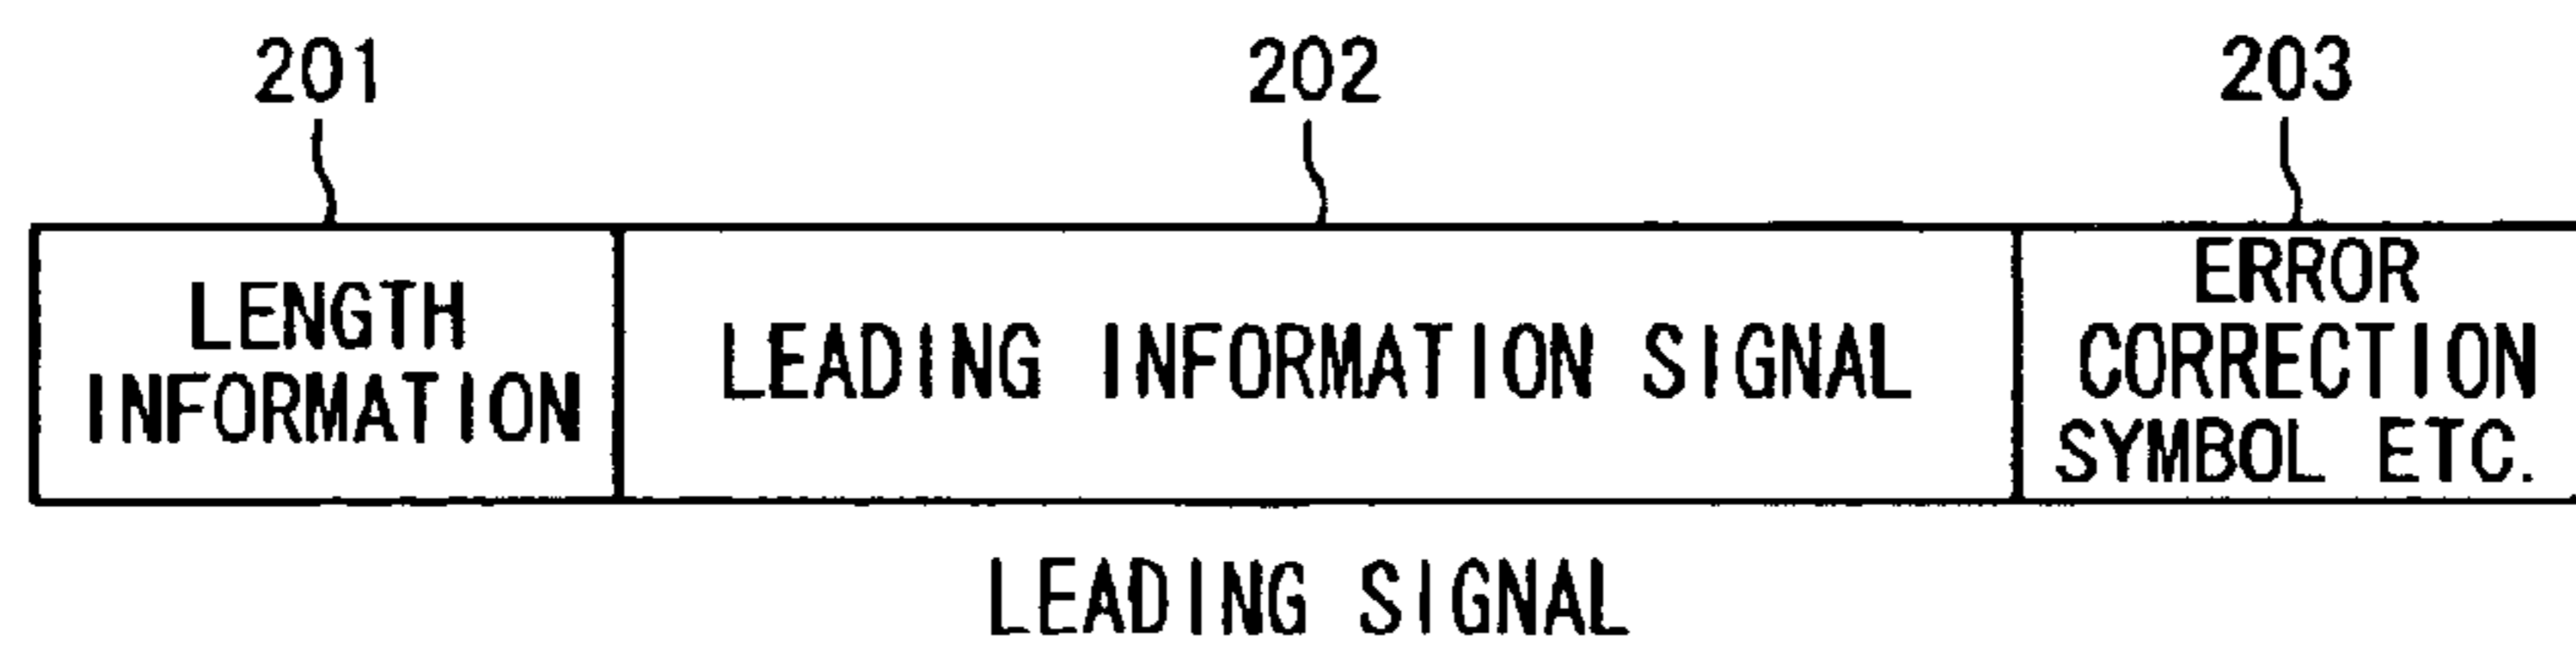 201 202 203
LENGTH
INFORMATION
LEADING INFORMATION SIGNAL
ERROR
CORRECTION
SYMBOL ETC.
LEADING SIGNAL